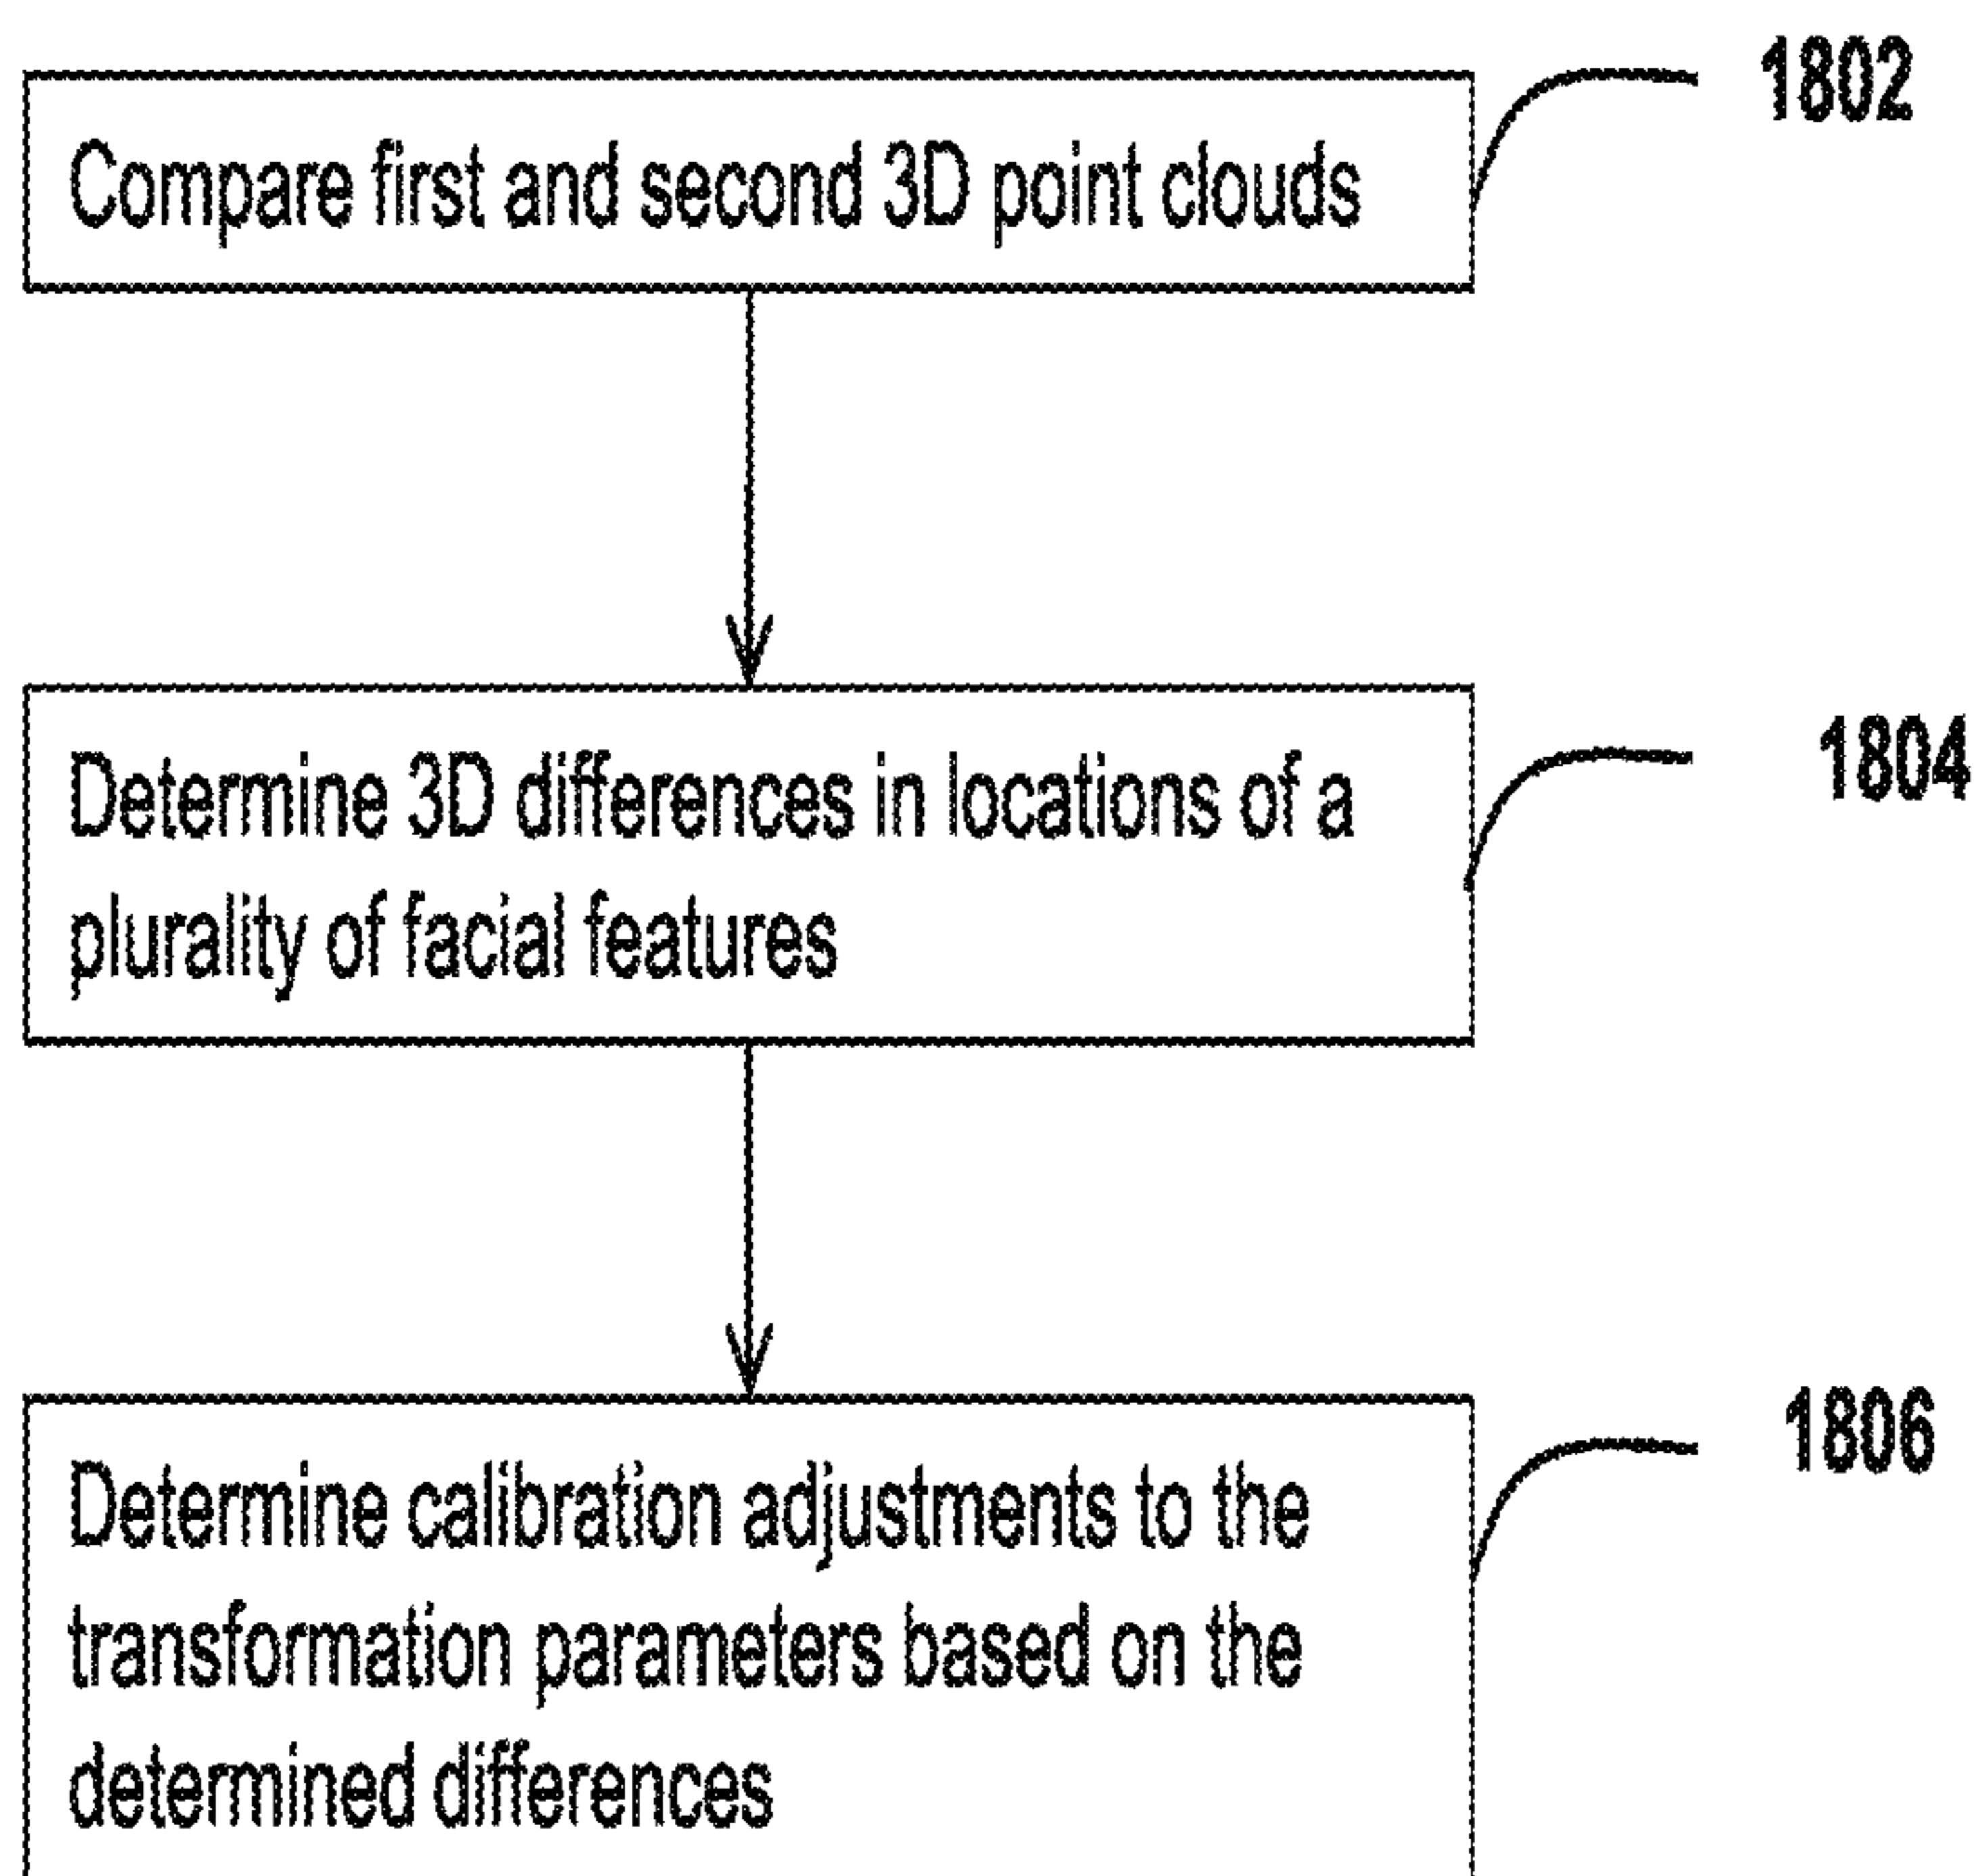 1802
Compare first and second 3D point clouds
1804
Determine 3D differences in locations of a
plurality of facial features
1806
Determine calibration adjustments to the
transformation parameters based on the
determined differences